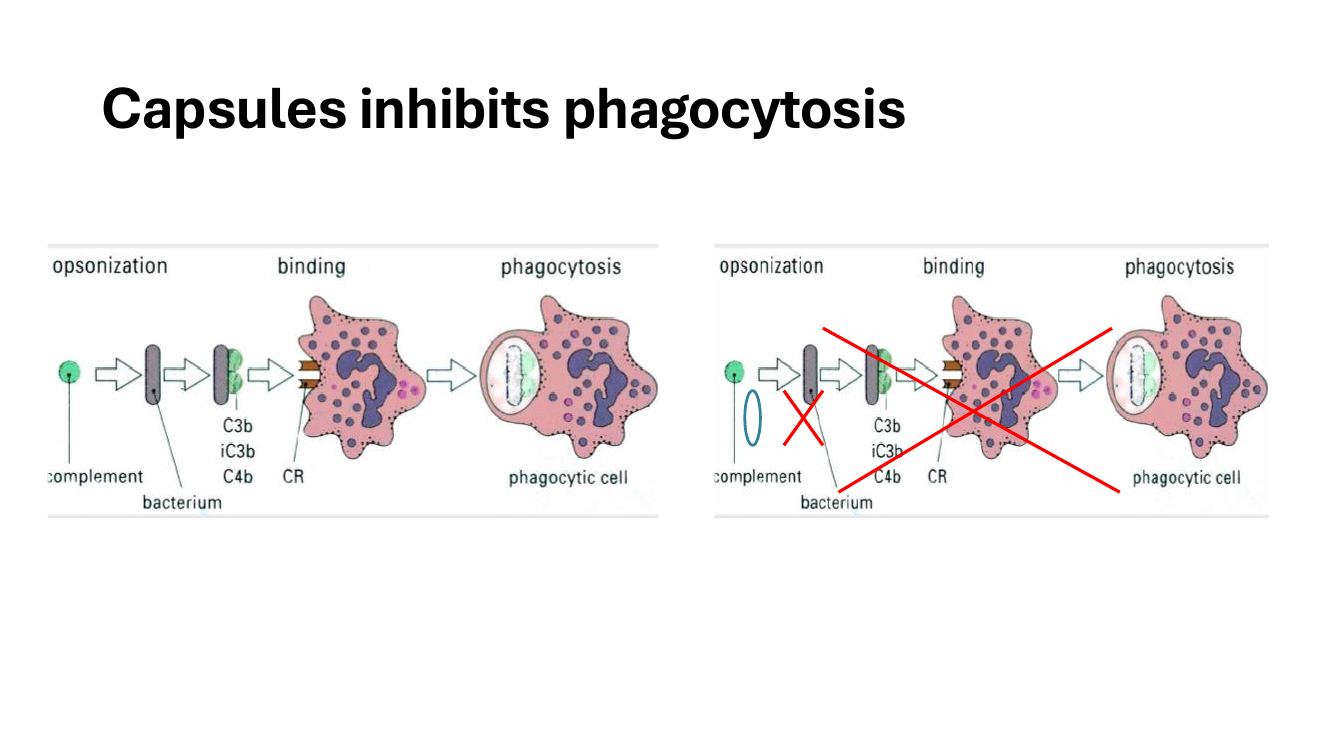 Capsules inhibits phagocytosis
opsonization binding phagocytosis
C3b
iC3b
complement C4b CR phagocytic cell
bacterium
opsonization binding phagocytosis
C3b
iC3b
complement C4b CR phagocytic cell
bacterium